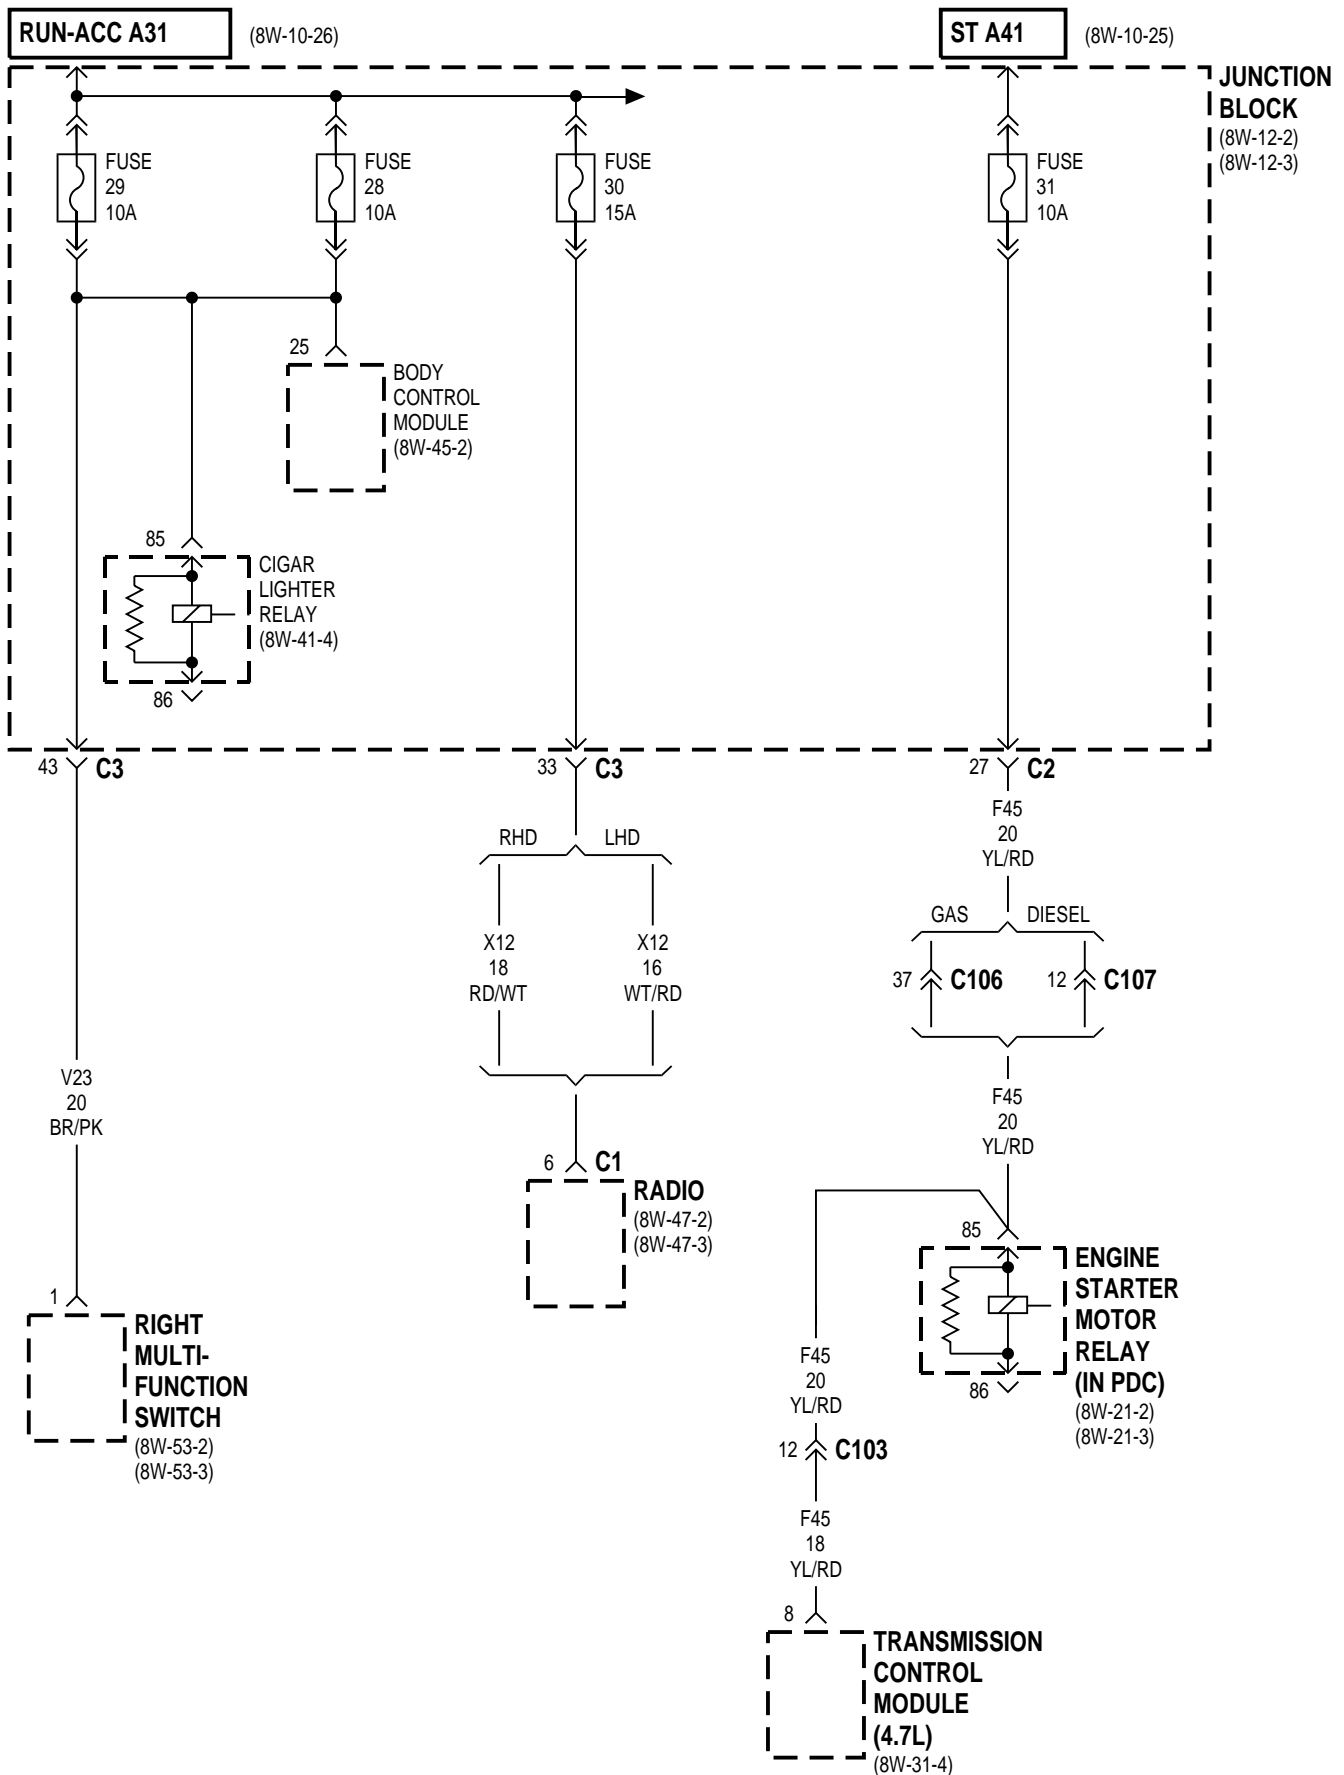 RUN-ACC A31
(8W-10-26)
ST A41
(8W-10-25)
JUNCTION
BLOCK
(8W-12-2)
(8W-12-3)
FUSE
29
10A
FUSE
28
10A
FUSE
30
15A
FUSE
31
10A
25
BODY
CONTROL
MODULE
(8W-45-2)
85
CIGAR
LIGHTER
RELAY
(8W-41-4)
86
43
C3
33
C3
27
C2
F45
20
YL/RD
RHD
LHD
X12
18
RD/WT
X12
16
WT/RD
GAS
DIESEL
37
C106
12
C107
V23
20
BR/PK
F45
20
YL/RD
6
C1
RADIO
(8W-47-2)
(8W-47-3)
85
ENGINE
STARTER
MOTOR
RELAY
(IN PDC)
(8W-21-2)
(8W-21-3)
86
1
RIGHT
MULTI-
FUNCTION
SWITCH
(8W-53-2)
(8W-53-3)
F45
20
YL/RD
12
C103
F45
18
YL/RD
8
TRANSMISSION
CONTROL
MODULE
(4.7L)
(8W-31-4)